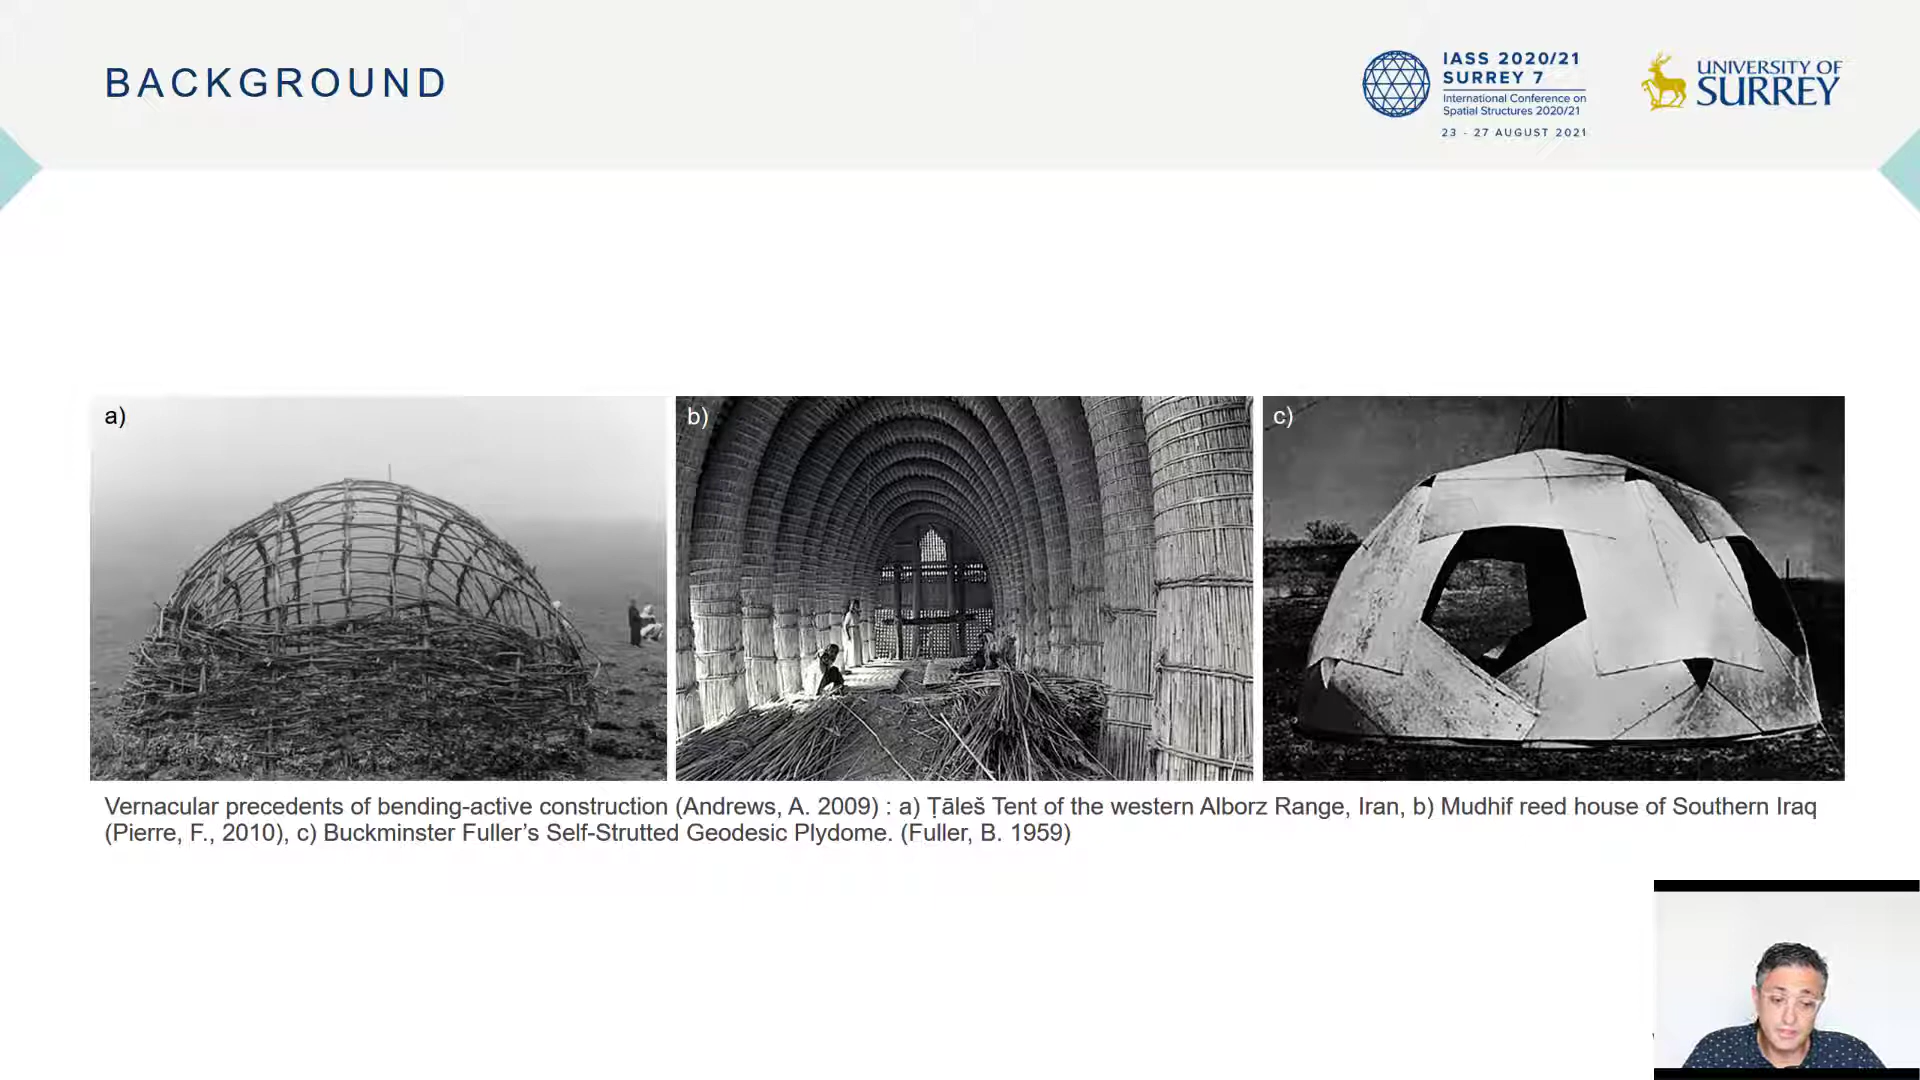 BACKGROUND
IASS 2020/21
SURREY 7
International Conference on
Spatial Structures 2020/21
23 - 27 AUGUST 2021
UNIVERSITY OF
SURREY
a)
b)
c)
Vernacular precedents of bending-active construction (Andrews, A. 2009) : a) Ṭāleš Tent of the western Alborz Range, Iran, b) Mudhif reed house of Southern Iraq
(Pierre, F., 2010), c) Buckminster Fuller’s Self-Strutted Geodesic Plydome. (Fuller, B. 1959)